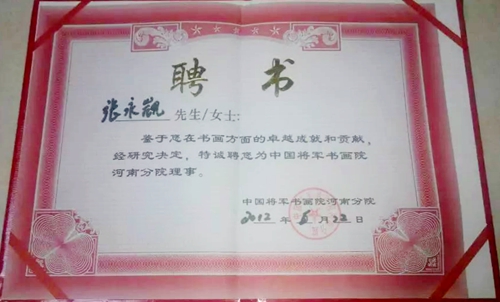 聘书
张永凯 先生/女士:
鉴于您在书画方面的卓越成就和贡献,
经研究决定,特诚聘您为中国将军书画院
河南分院理事。
中国将军书画院河南分院
2012 年 6 月 22 日